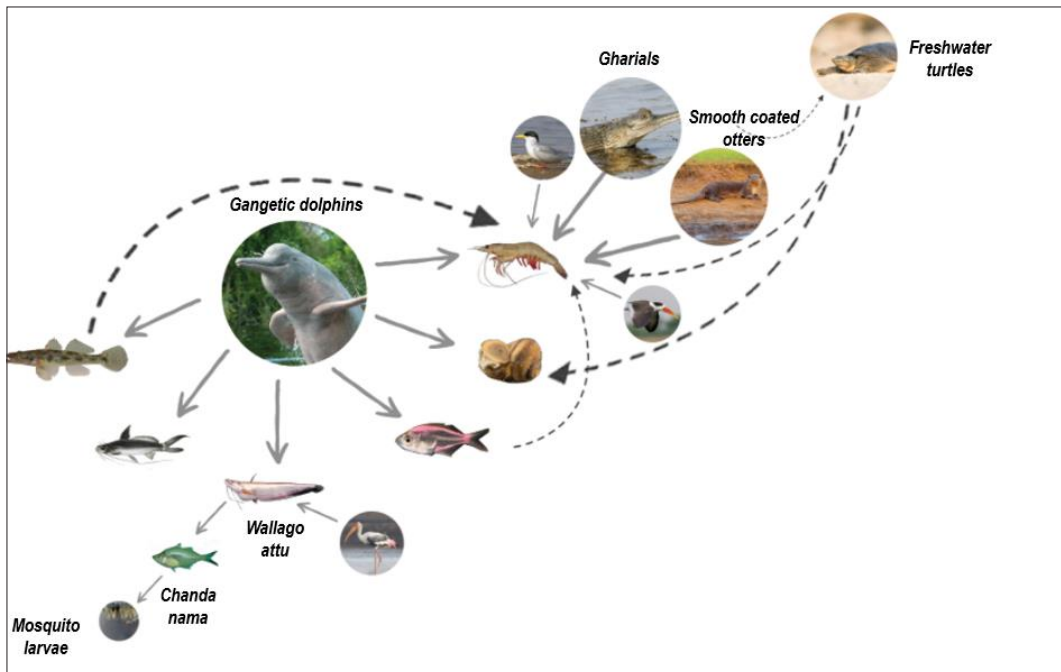 Gharials
Freshwater
turtles
Smooth coated
otters
Gangetic dolphins
Wallago
attu
Chanda
nama
Mosquito
larvae